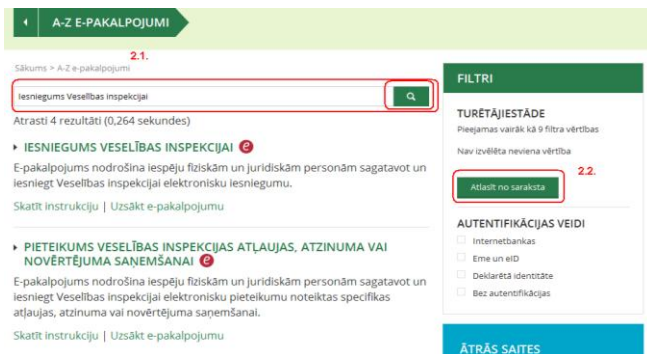 A-Z E-PAKALPOJUMI
2.1.
Sākums > A-Z e-pakalpojumi
Iesniegums Veselības inspekcijai
Atrasti 4 rezultāti (0,264 sekundes)
IESNIEGUMS VESELĪBAS INSPEKCIJAI e
E-pakalpojums nodrošina iespēju fiziskām un juridiskām personām sagatavot un
iesniegt Veselības inspekcijai elektronisku iesniegumu.
Skatīt instrukciju | Uzsākt e-pakalpojumu
PIETEIKUMS VESELĪBAS INSPEKCIJAS ATĻAUJAS, ATZINUMA VAI
NOVĒRTĒJUMA SAŅEMŠANAI e
E-pakalpojums nodrošina iespēju fiziskām un juridiskām personām sagatavot un
iesniegt Veselības inspekcijai elektronisku pieteikumu noteiktas specifikas
atļaujas, atzinuma vai novērtējuma saņemšanai.
Skatīt instrukciju | Uzsākt e-pakalpojumu
FILTRI
TURĒTĀJIESTĀDE
Pieejamas vairāk kā 9 filtra vērtības
Nav izvēlēta neviena vērtība
2.2.
Atlasīt no saraksta
AUTENTIFIKĀCIJAS VEIDI
Internetbankas
Eme un eID
Deklarētā identitāte
Bez autentifikācijas
ĀTRĀS SAITES